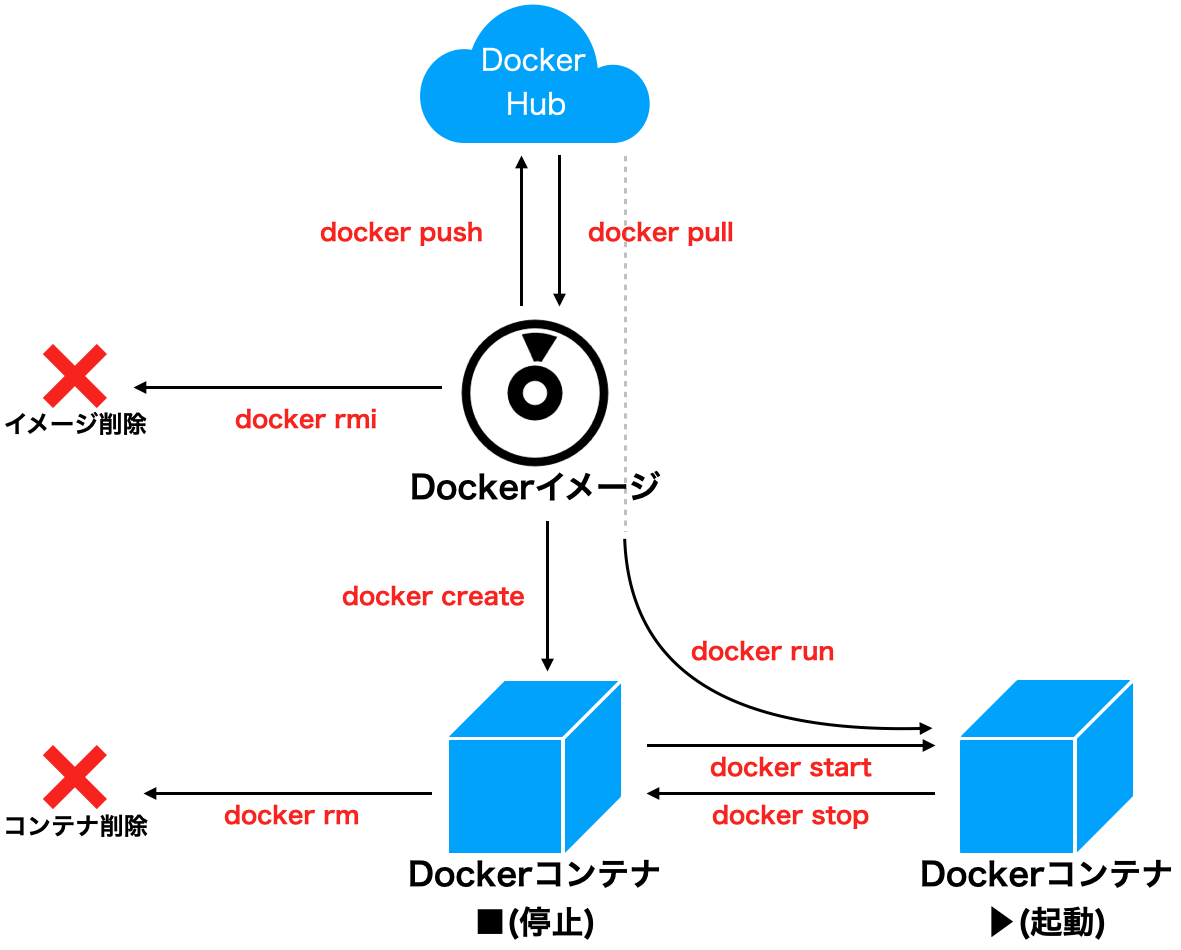 Docker
Hub
docker push
docker pull
イメージ削除
docker rmi
Dockerイメージ
docker create
docker run
docker start
コンテナ削除
docker rm
docker stop
Dockerコンテナ
■(停止)
Dockerコンテナ
▶(起動)